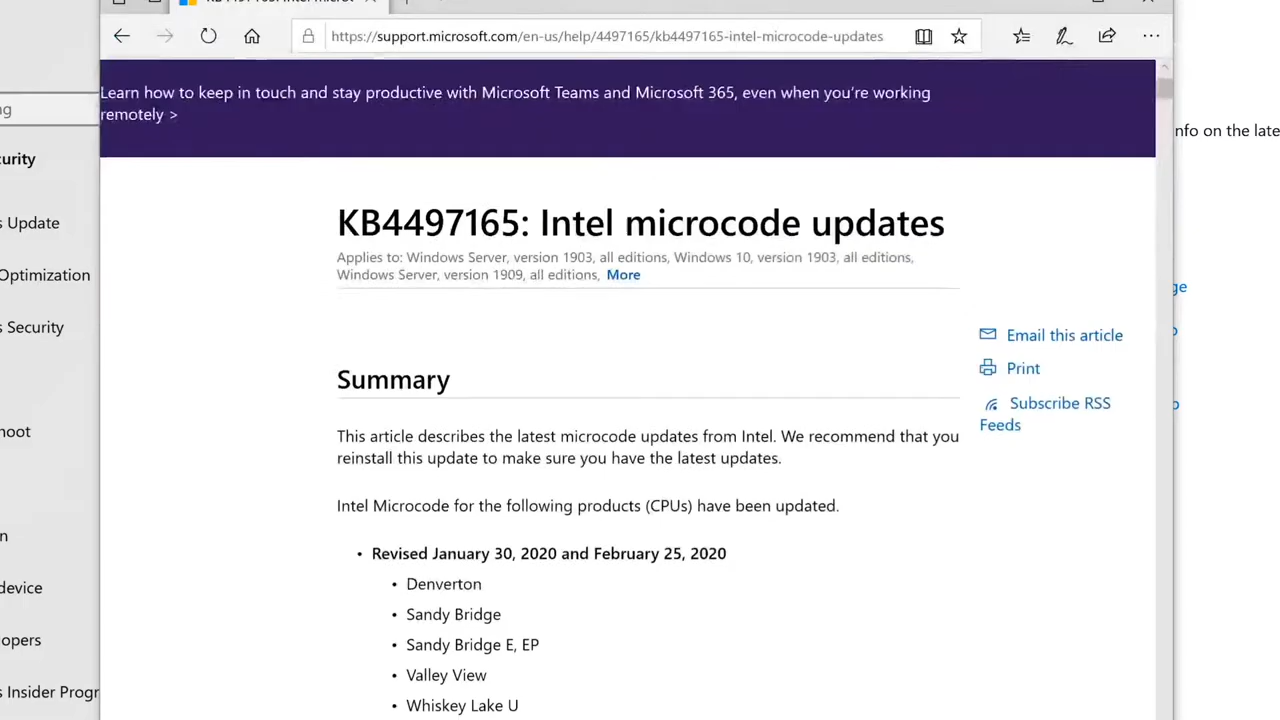 KB4497165: Intel microc
https://support.microsoft.com/en-us/help/4497165/kb4497165-intel-microcode-updates
Learn how to keep in touch and stay productive with Microsoft Teams and Microsoft 365, even when you're working
remotely >
ng
nfo on the late
curity
s Update
KB4497165: Intel microcode updates
Applies to: Windows Server, version 1903, all editions, Windows 10, version 1903, all editions,
Windows Server, version 1909, all editions, More
Optimization
ge
s Security
Email this article
Print
Summary
Subscribe RSS
Feeds
hoot
This article describes the latest microcode updates from Intel. We recommend that you
reinstall this update to make sure you have the latest updates.
Intel Microcode for the following products (CPUs) have been updated.
n
• Revised January 30, 2020 and February 25, 2020
• Denverton
device
• Sandy Bridge
• Sandy Bridge E, EP
opers
• Valley View
• Whiskey Lake U
s Insider Progr